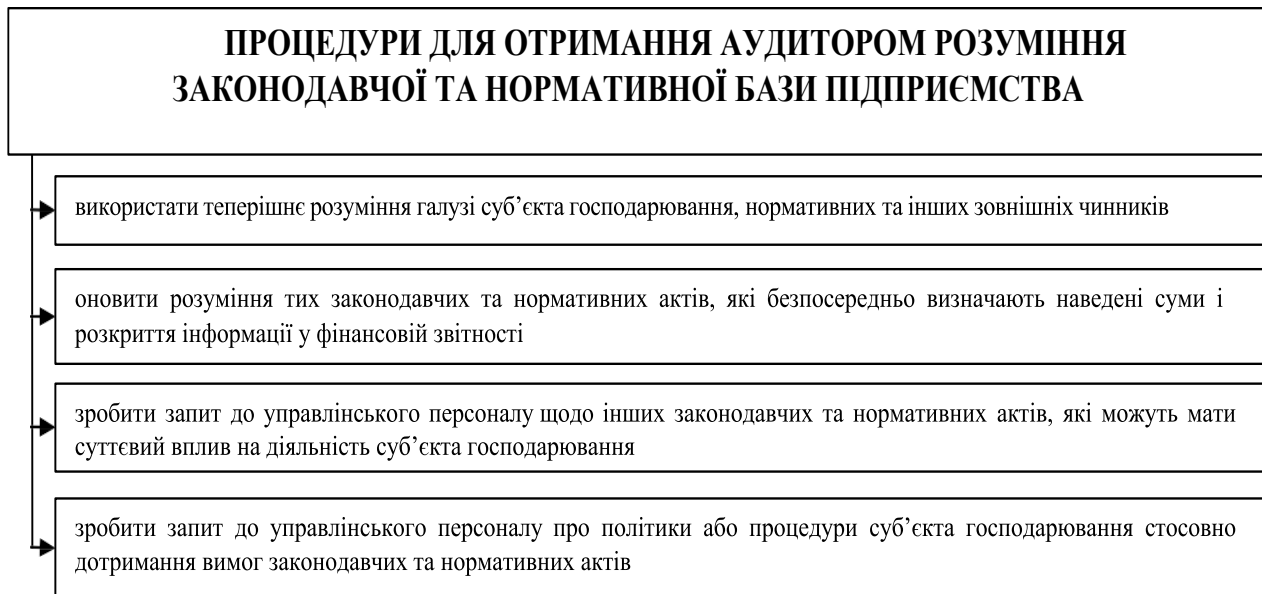 ПРОЦЕДУРИ ДЛЯ ОТРИМАННЯ АУДИТОРОМ РОЗУМІННЯ
ЗАКОНОДАВЧОЇ ТА НОРМАТИВНОЇ БАЗИ ПІДПРИЄМСТВА
використати теперішнє розуміння галузі суб’єкта господарювання, нормативних та інших зовнішніх чинників
оновити розуміння тих законодавчих та нормативних актів, які безпосередньо визначають наведені суми і
розкриття інформації у фінансовій звітності
зробити запит до управлінського персоналу щодо інших законодавчих та нормативних актів, які можуть мати
суттєвий вплив на діяльність суб’єкта господарювання
зробити запит до управлінського персоналу про політики або процедури суб’єкта господарювання стосовно
дотримання вимог законодавчих та нормативних актів